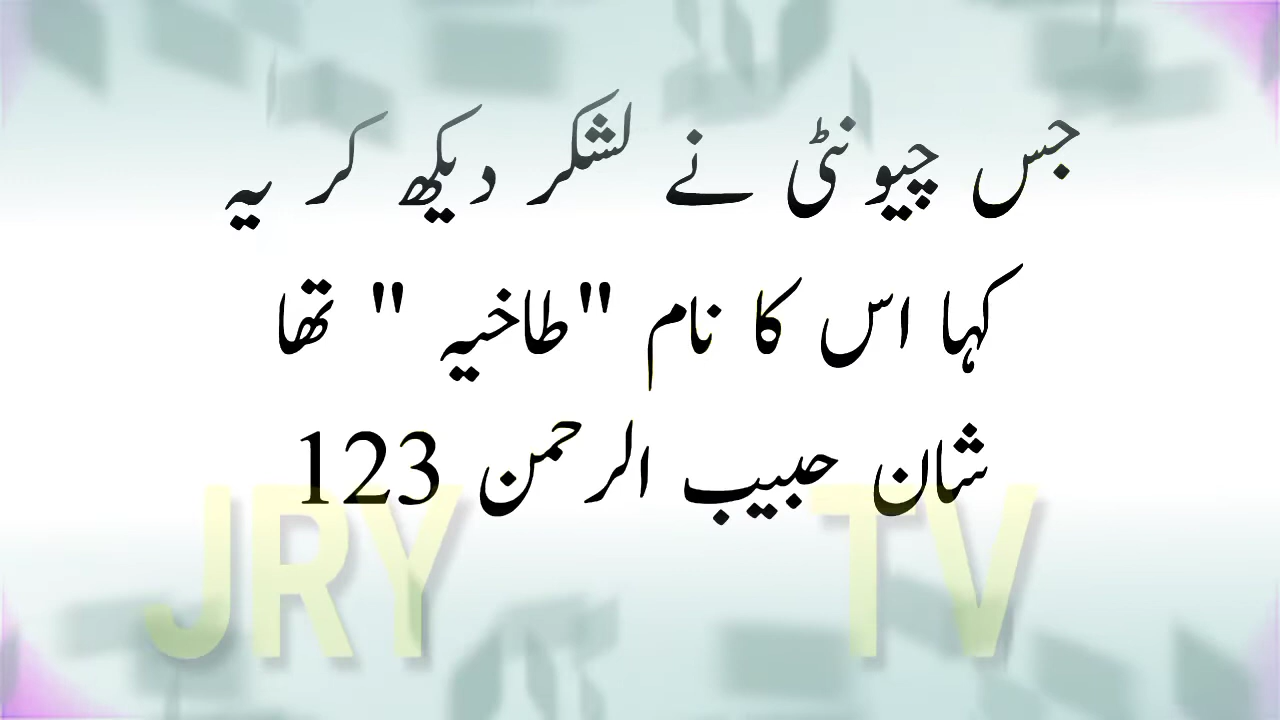 جس چیونٹی نے لشکر دیکھ کر یہ
کہا اس کا نام "طاخیہ " تھا
شان حبیب الرحمن 123
JRY TV